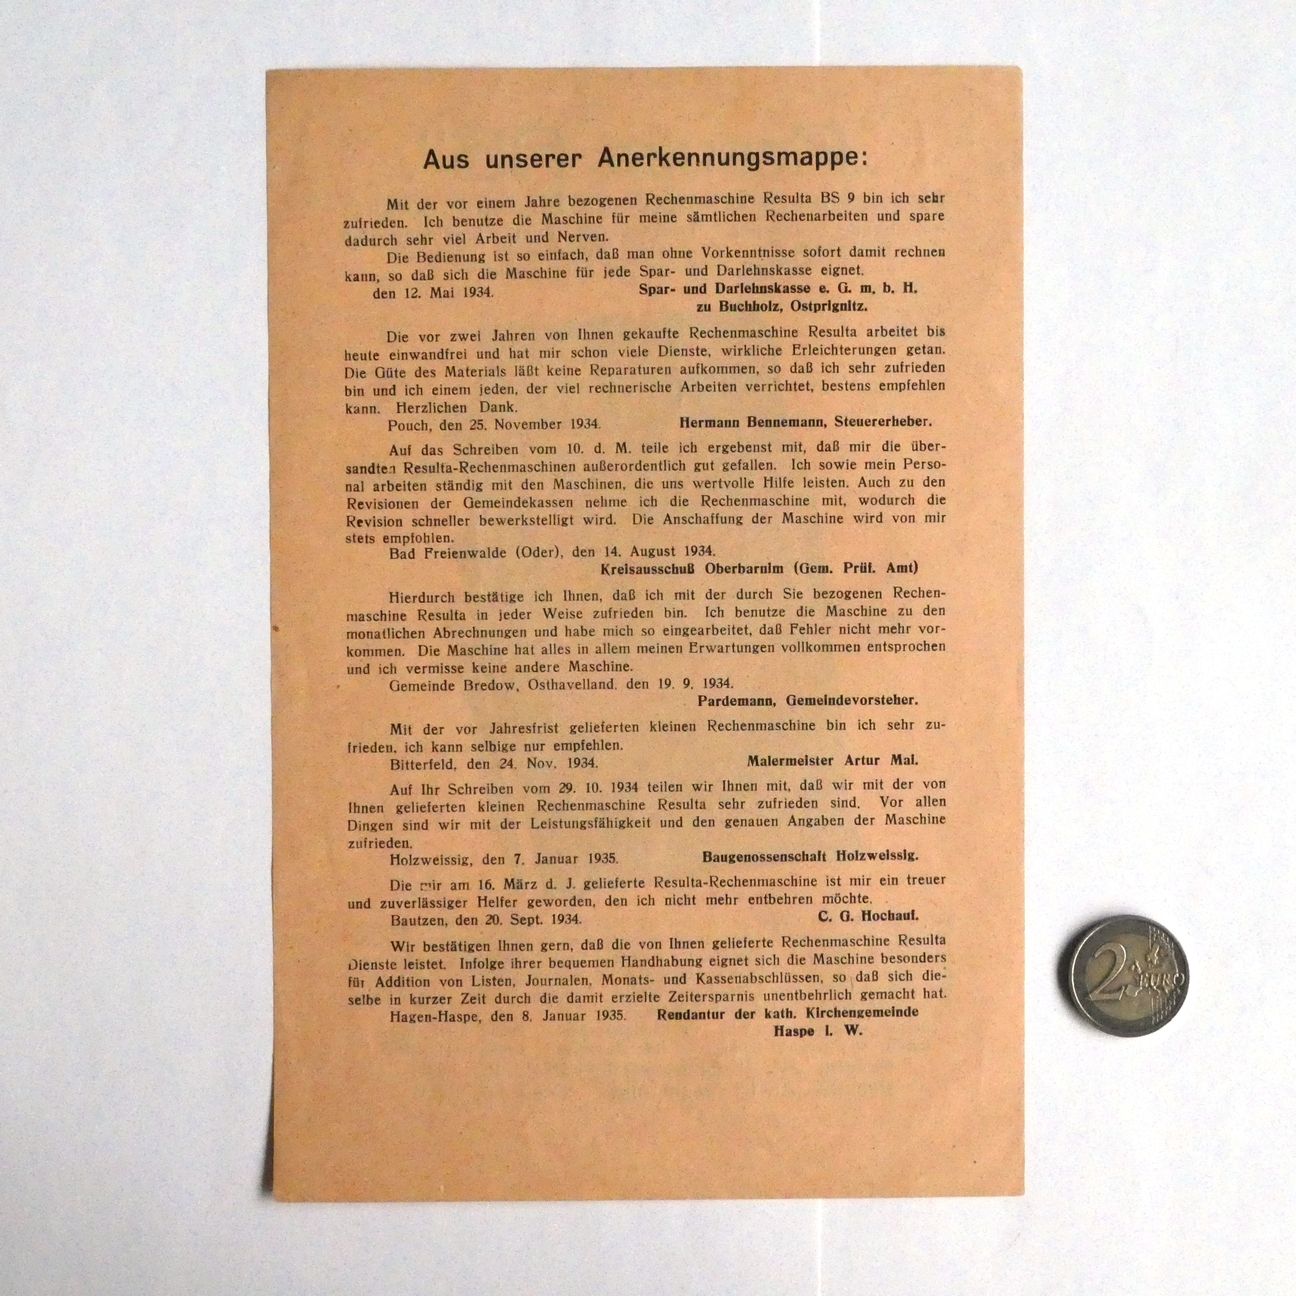 Aus unserer Anerkennungsmappe:
Mit der vor einem Jahre bezogenen Rechenmaschine Resulta BS 9 bin ich sehr
zufrieden. Ich benutze die Maschine für meine sämtlichen Rechenarbeiten und spare
dadurch sehr viel Arbeit und Nerven.
Die Bedienung ist so einfach, daß man ohne Vorkenntnisse sofort damit rechnen
kann, so daß sich die Maschine für jede Spar- und Darlehnskasse eignet.
den 12. Mai 1934. Spar- und Darlehnskasse e. G. m. b. H.
zu Buchholz, Ostprignitz.
Die vor zwei Jahren von Ihnen gekaufte Rechenmaschine Resulta arbeitet bis
heute einwandfrei und hat mir schon viele Dienste, wirkliche Erleichterungen getan.
Die Güte des Materials läßt keine Reparaturen aufkommen, so daß ich sehr zufrieden
bin und ich einem jeden, der viel rechnerische Arbeiten verrichtet, bestens empfehlen
kann. Herzlichen Dank.
Pouch, den 25. November 1934. Hermann Bennemann, Steuererheber.
Auf das Schreiben vom 10. d. M. teile ich ergebenst mit, daß mir die über-
sandten Resulta-Rechenmaschinen außerordentlich gut gefallen. Ich sowie mein Perso-
nal arbeiten ständig mit den Maschinen, die uns wertvolle Hilfe leisten. Auch zu den
Revisionen der Gemeindekassen nehme ich die Rechenmaschine mit, wodurch die
Revision schneller bewerkstelligt wird. Die Anschaffung der Maschine wird von mir
stets empfohlen.
Bad Freienwalde (Oder), den 14. August 1934.
Kreisausschuß Oberbarnim (Gem. Prüf. Amt)
Hierdurch bestätige ich Ihnen, daß ich mit der durch Sie bezogenen Rechen-
maschine Resulta in jeder Weise zufrieden bin. Ich benutze die Maschine zu den
monatlichen Abrechnungen und habe mich so eingearbeitet, daß Fehler nicht mehr vor-
kommen. Die Maschine hat alles in allem meinen Erwartungen vollkommen entsprochen
und ich vermisse keine andere Maschine.
Gemeinde Bredow, Osthavelland, den 19. 9. 1934.
Pardemann, Gemeindevorsteher.
Mit der vor Jahresfrist gelieferten kleinen Rechenmaschine bin ich sehr zu-
frieden, ich kann selbige nur empfehlen.
Bitterfeld, den 24. Nov. 1934. Malermeister Artur Mai.
Auf Ihr Schreiben vom 29. 10. 1934 teilen wir Ihnen mit, daß wir mit der von
Ihnen gelieferten kleinen Rechenmaschine Resulta sehr zufrieden sind. Vor allen
Dingen sind wir mit der Leistungsfähigkeit und den genauen Angaben der Maschine
zufrieden.
Holzweissig, den 7. Januar 1935. Baugenossenschaft Holzweissig.
Die mir am 16. März d. J. gelieferte Resulta-Rechenmaschine ist mir ein treuer
und zuverlässiger Helfer geworden, den ich nicht mehr entbehren möchte.
Bautzen, den 20. Sept. 1934. C. G. Hochauf.
Wir bestätigen Ihnen gern, daß die von Ihnen gelieferte Rechenmaschine Resulta
Dienste leistet. Infolge ihrer bequemen Handhabung eignet sich die Maschine besonders
für Addition von Listen, Journalen, Monats- und Kassenabschlüssen, so daß sich die-
selbe in kurzer Zeit durch die damit erzielte Zeitersparnis unentbehrlich gemacht hat.
Hagen-Haspe, den 8. Januar 1935. Rendantur der kath. Kirchengemeinde
Haspe i. W.
2 EURO